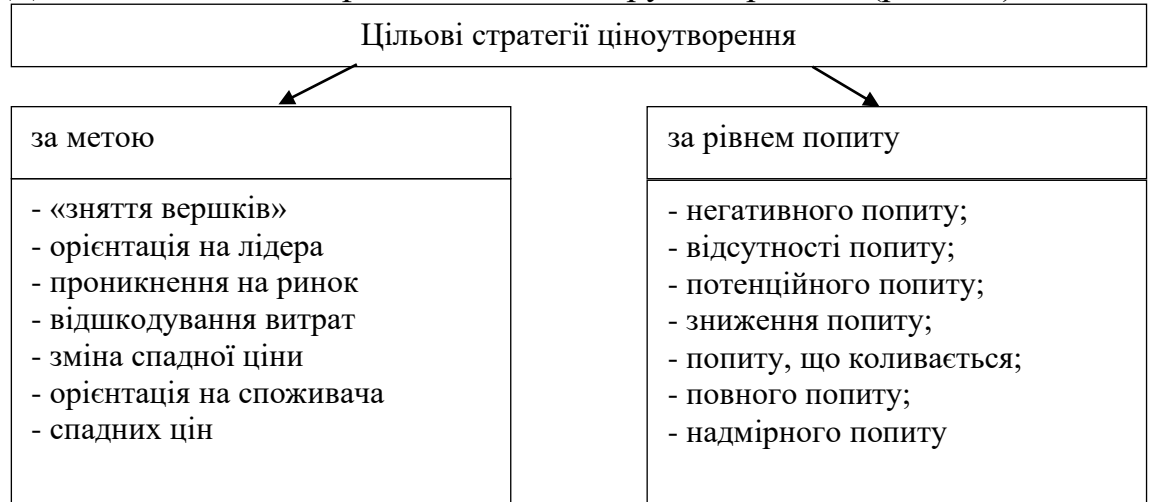 Цільові стратегії ціноутворення
за метою
- «зняття вершків»
- орієнтація на лідера
- проникнення на ринок
- відшкодування витрат
- зміна спадної ціни
- орієнтація на споживача
- спадних цін
за рівнем попиту
- негативного попиту;
- відсутності попиту;
- потенційного попиту;
- зниження попиту;
- попиту, що коливається;
- повного попиту;
- надмірного попиту